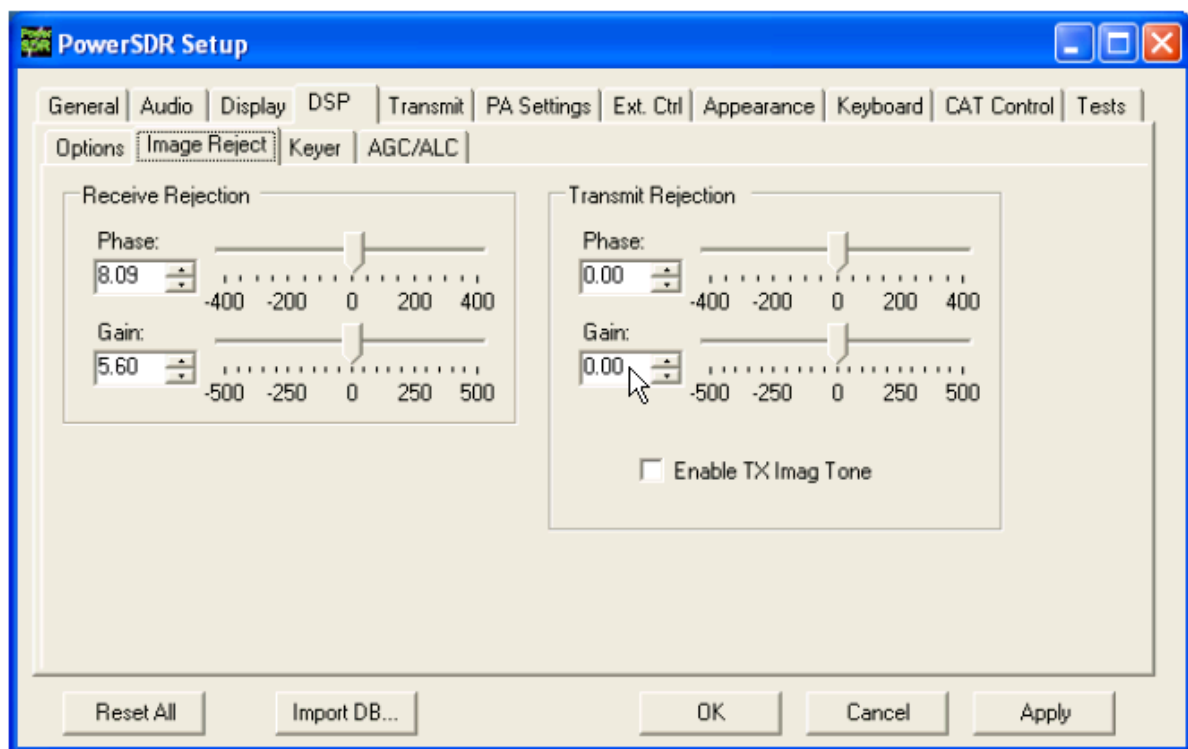 Power SDR PowerSDR Setup
General Audio Display DSP Transmit PA Settings Ext. Ctrl Appearance Keyboard CAT Control Tests
Options Image Reject Keyer AGC/ALC
Receive Rejection
Phase:
8.09
-400 -200 0 200 400
Gain:
5.60
-500 -250 0 250 500
Transmit Rejection
Phase:
0.00
-400 -200 0 200 400
Gain:
0.00
-500 -250 0 250 500
Enable TX Imag Tone
Reset All Import DB... OK Cancel Apply